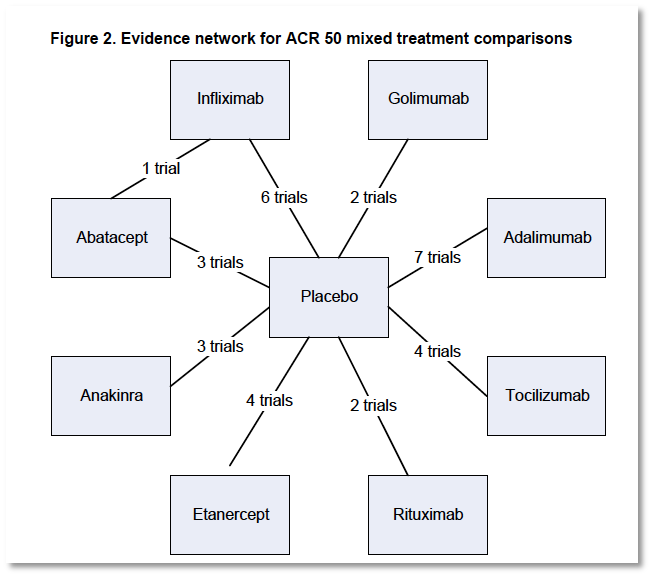 Figure 2. Evidence network for ACR 50 mixed treatment comparisons
Infliximab
Golimumab
1 trial
6 trials
2 trials
Abatacept
Adalimumab
3 trials
7 trials
Placebo
3 trials
4 trials
Anakinra
Tocilizumab
4 trials
2 trials
Etanercept
Rituximab